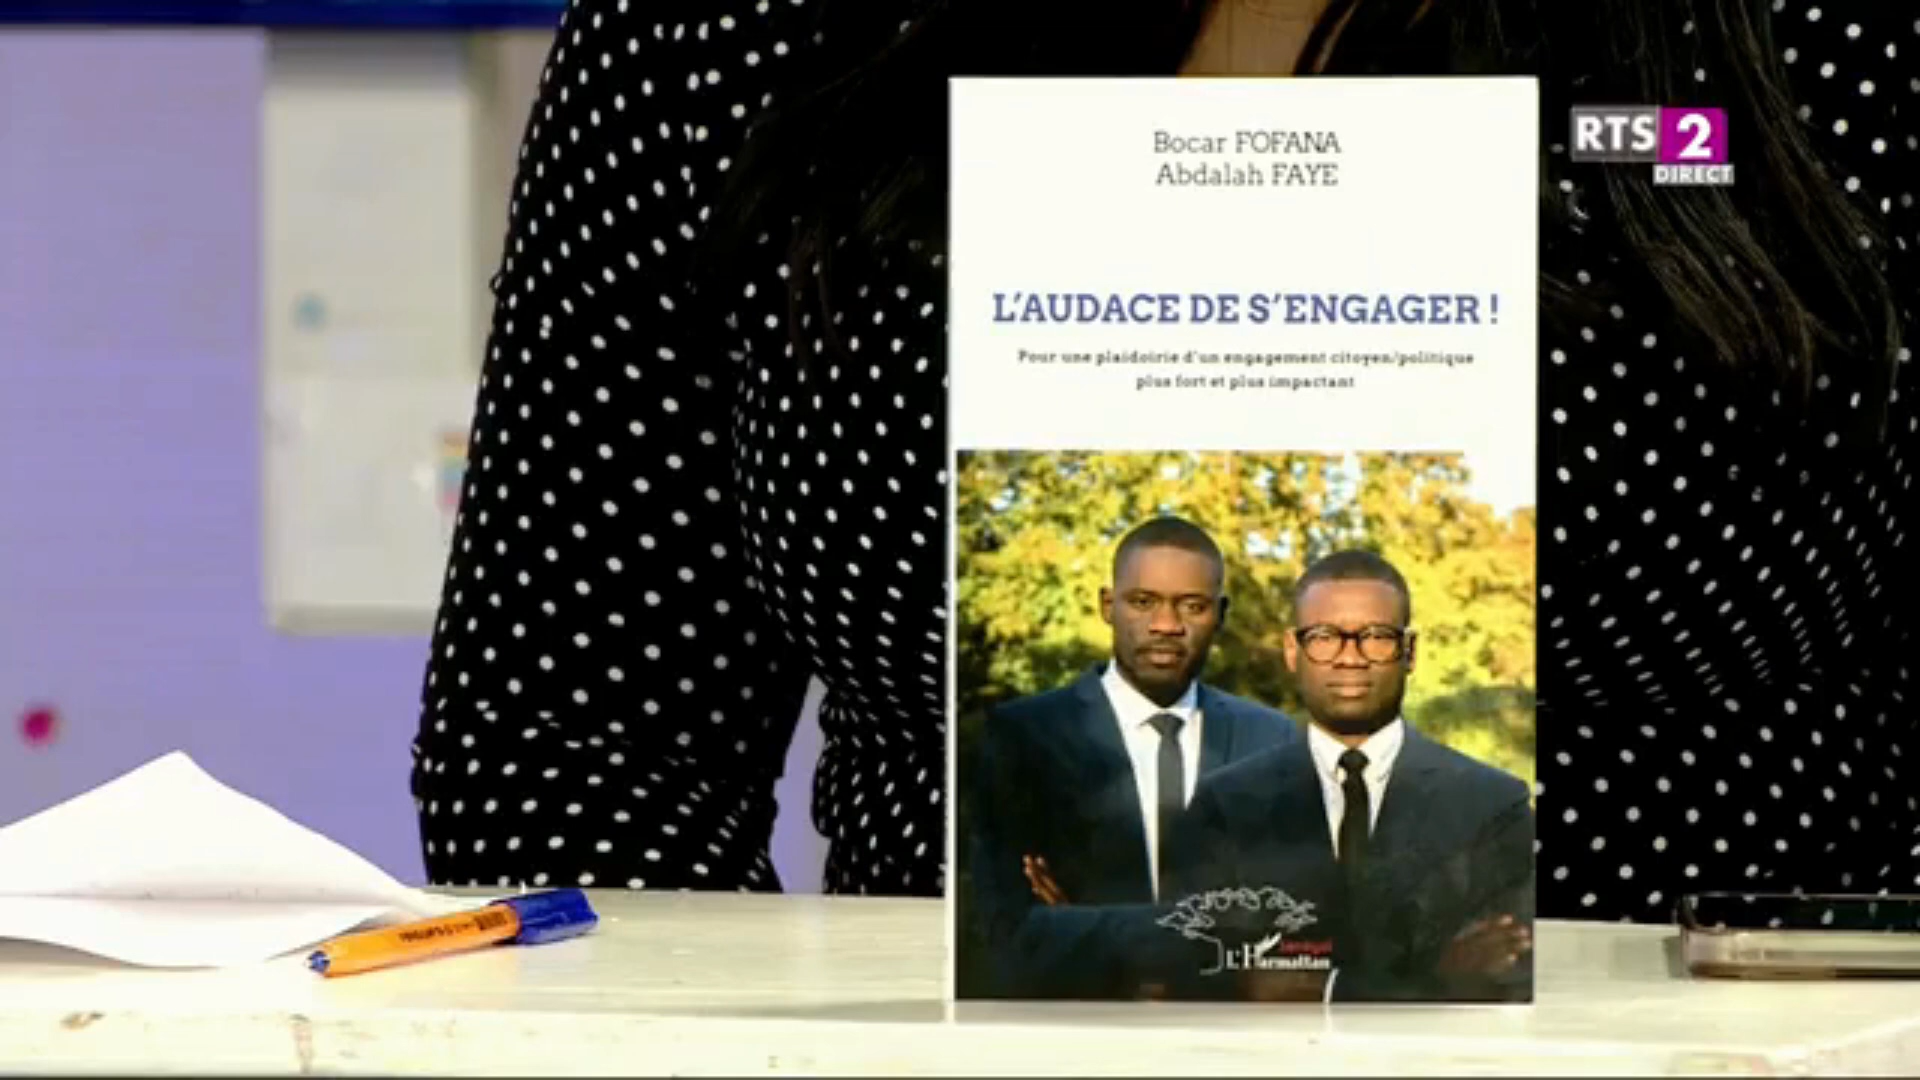 Bocar FOFANA
Abdalah FAYE
RTS 2
DIRECT
L'AUDACE DE S'ENGAGER !
Pour une plaidoirie d'un engagement citoyen/politique
plus fort et plus impactant
Sénégal
L'Harmattan